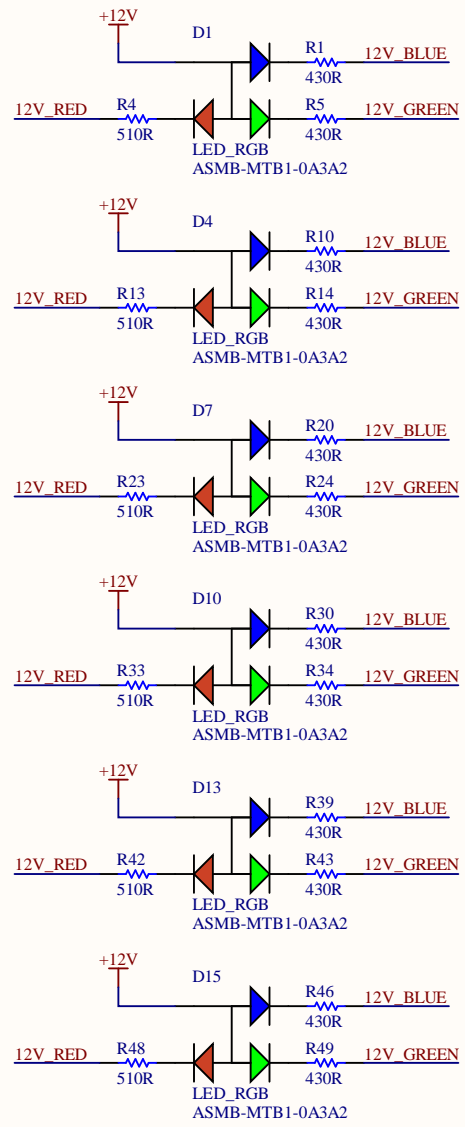 +12V
D1
R1
12V_BLUE
430R
12V_RED
R4
R5
12V_GREEN
510R
430R
LED_RGB
ASMB-MTB1-0A3A2
+12V
D4
R10
12V_BLUE
430R
12V_RED
R13
R14
12V_GREEN
510R
430R
LED_RGB
ASMB-MTB1-0A3A2
+12V
D7
R20
12V_BLUE
430R
12V_RED
R23
R24
12V_GREEN
510R
430R
LED_RGB
ASMB-MTB1-0A3A2
+12V
D10
R30
12V_BLUE
430R
12V_RED
R33
R34
12V_GREEN
510R
430R
LED_RGB
ASMB-MTB1-0A3A2
+12V
D13
R39
12V_BLUE
430R
12V_RED
R42
R43
12V_GREEN
510R
430R
LED_RGB
ASMB-MTB1-0A3A2
+12V
D15
R46
12V_BLUE
430R
12V_RED
R48
R49
12V_GREEN
510R
430R
LED_RGB
ASMB-MTB1-0A3A2